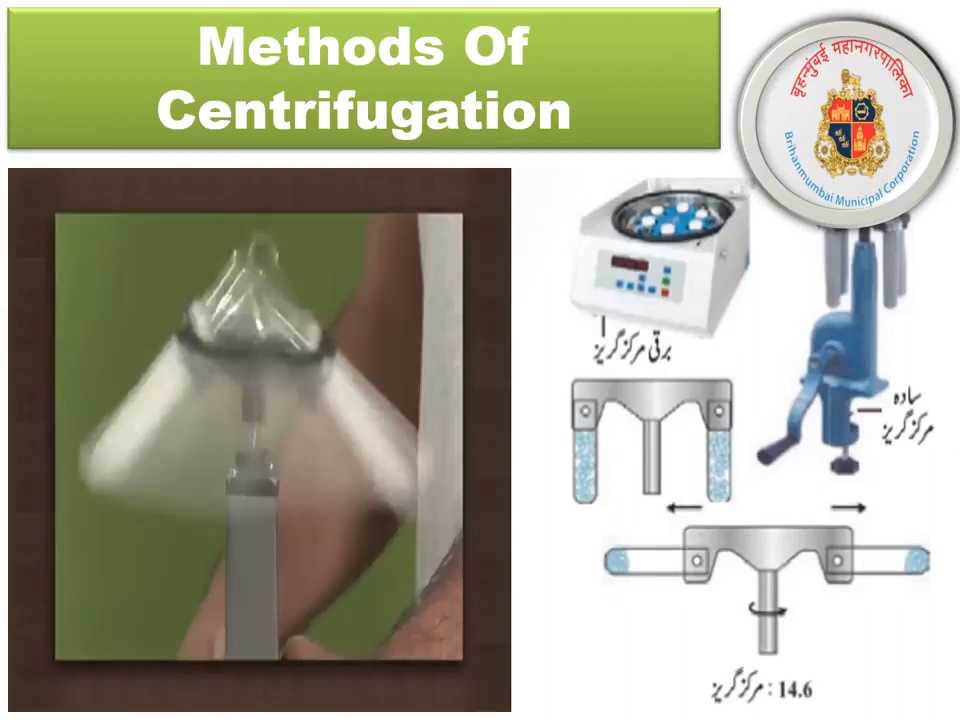 Methods Of
Centrifugation
बृहन्मुंबई महानगरपालिका
Brihanmumbai Municipal Corporation
برقی مرکز گریز
سادہ
مرکز گریز
14.6 : مرکز گریز